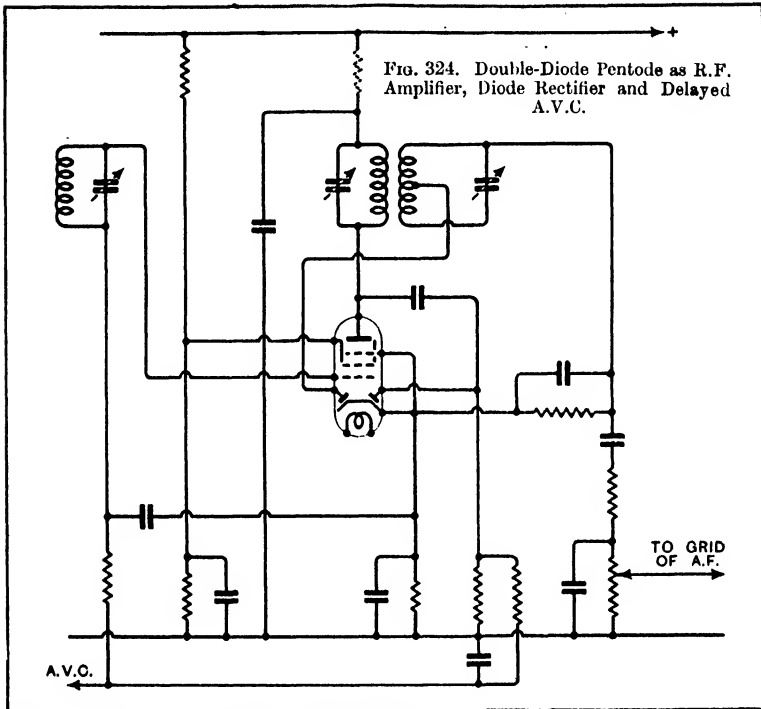 +
FIG. 324. Double-Diode Pentode as R.F.
Amplifier, Diode Rectifier and Delayed
A.V.C.
TO GRID
OF A.F.
A.V.C.